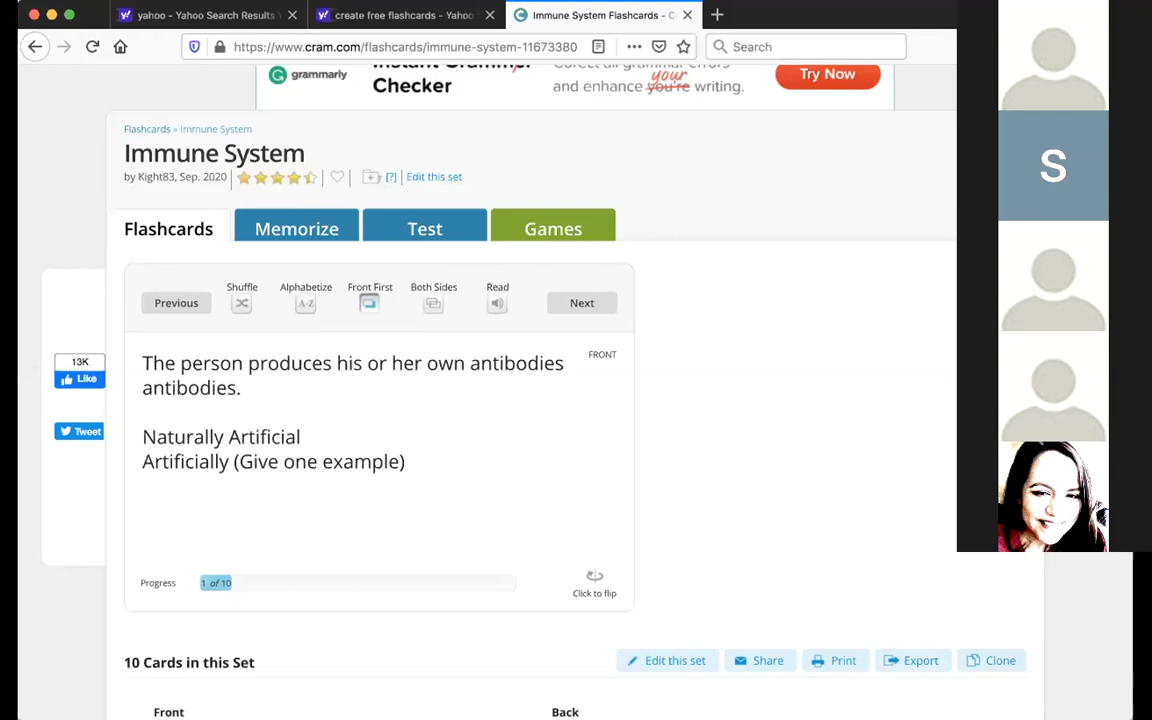 yahoo - Yahoo Search Results
create free flashcards - Yahoo
Immune System Flashcards - C
https://www.cram.com/flashcards/immune-system-11673380
Search
grammarly
Checker
and enhance you're writing.
your
Try Now
Flashcards » Immune System
Immune System
by Kight83, Sep. 2020
[?]
Edit this set
Flashcards
Memorize
Test
Games
Previous
Shuffle
Alphabetize
Front First
Both Sides
Read
Next
A-Z
The person produces his or her own antibodies
antibodies.
FRONT
Naturally Artificial
Artificially (Give one example)
13K
Like
Tweet
Progress
1 of 10
Click to flip
10 Cards in this Set
Edit this set
Share
Print
Export
Clone
Front
Back
S